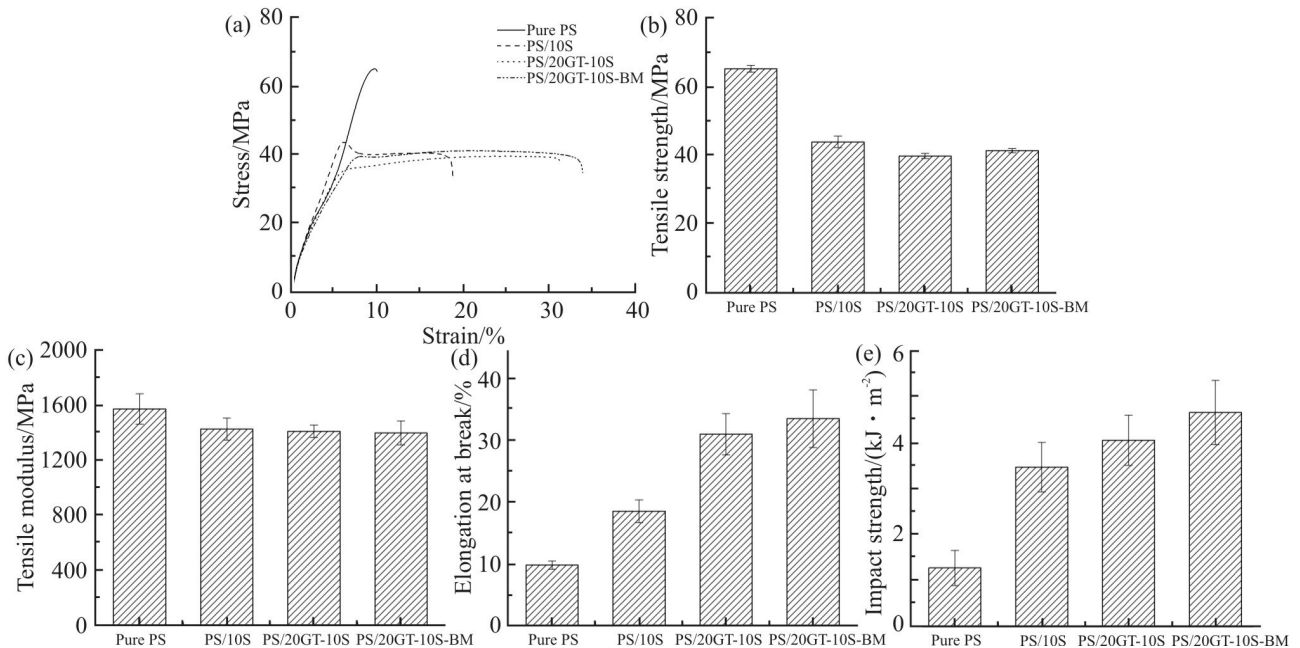 (a)
80
60
40
20
0
Stress/MPa
0 10 20 30 40
Strain/%
Pure PS
PS/10S
PS/20GT-10S
PS/20GT-10S-BM
(b)
80
60
40
20
0
Tensile strength/MPa
Pure PS PS/10S PS/20GT-10S PS/20GT-10S-BM
(c)
2000
1600
1200
800
400
0
Tensile modulus/MPa
Pure PS PS/10S PS/20GT-10S PS/20GT-10S-BM
(d)
40
30
20
10
0
Elongation at break/%
Pure PS PS/10S PS/20GT-10S PS/20GT-10S-BM
(e)
6
4
2
0
Impact strength/(kJ·m⁻²)
Pure PS PS/10S PS/20GT-10S PS/20GT-10S-BM